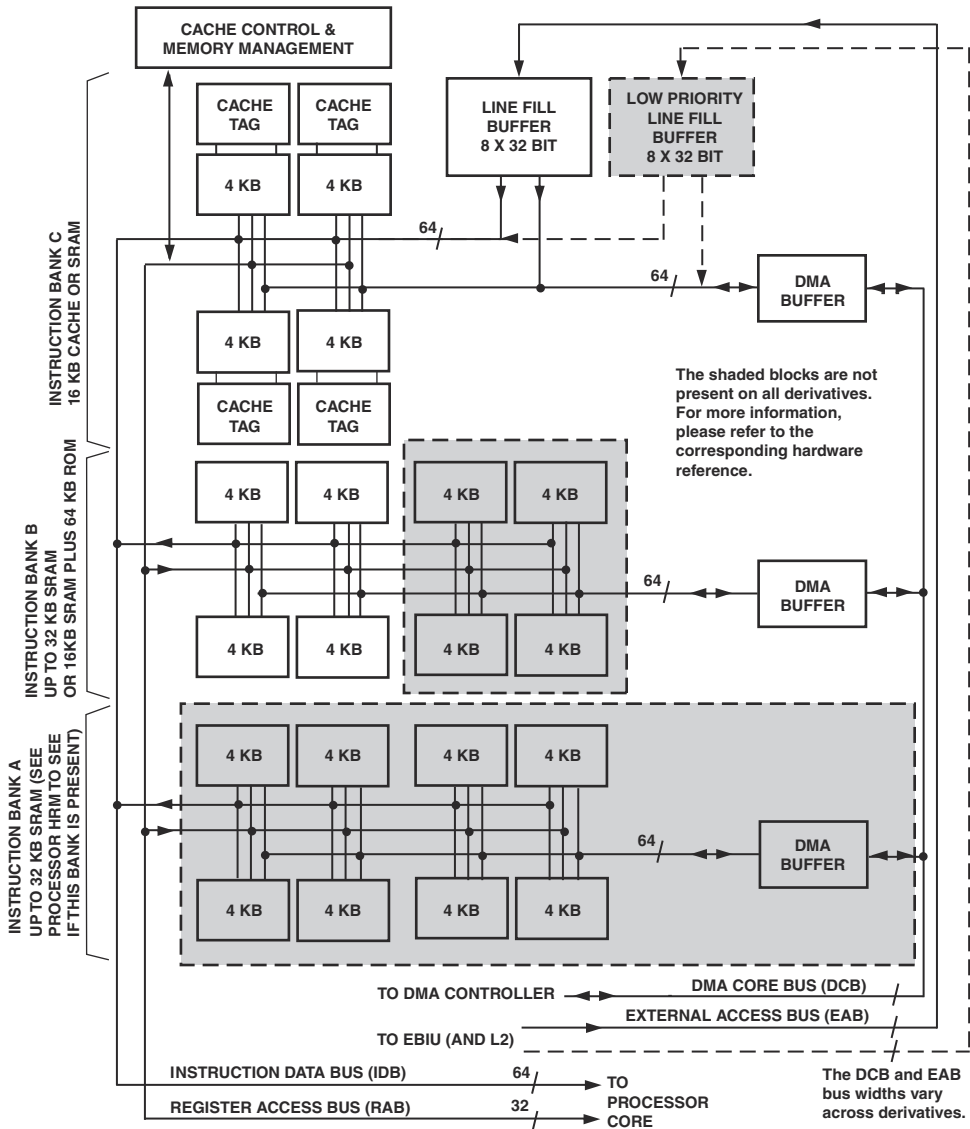 CACHE CONTROL &
MEMORY MANAGEMENT
CACHE
TAG
CACHE
TAG
LINE FILL
BUFFER
8 X 32 BIT
LOW PRIORITY
LINE FILL
BUFFER
8 X 32 BIT
INSTRUCTION BANK C
16 KB CACHE OR SRAM
4 KB
4 KB
64
64
DMA
BUFFER
4 KB
4 KB
CACHE
TAG
CACHE
TAG
The shaded blocks are not
present on all derivatives.
For more information,
please refer to the
corresponding hardware
reference.
INSTRUCTION BANK B
UP TO 32 KB SRAM
OR 16KB SRAM PLUS 64 KB ROM
4 KB
4 KB
4 KB
4 KB
64
DMA
BUFFER
4 KB
4 KB
4 KB
4 KB
INSTRUCTION BANK A
UP TO 32 KB SRAM (SEE
PROCESSOR HRM TO SEE
IF THIS BANK IS PRESENT)
4 KB
4 KB
4 KB
4 KB
64
DMA
BUFFER
4 KB
4 KB
4 KB
4 KB
TO DMA CONTROLLER
DMA CORE BUS (DCB)
EXTERNAL ACCESS BUS (EAB)
TO EBIU (AND L2)
INSTRUCTION DATA BUS (IDB)
64
REGISTER ACCESS BUS (RAB)
32
TO
PROCESSOR
CORE
The DCB and EAB
bus widths vary
across derivatives.